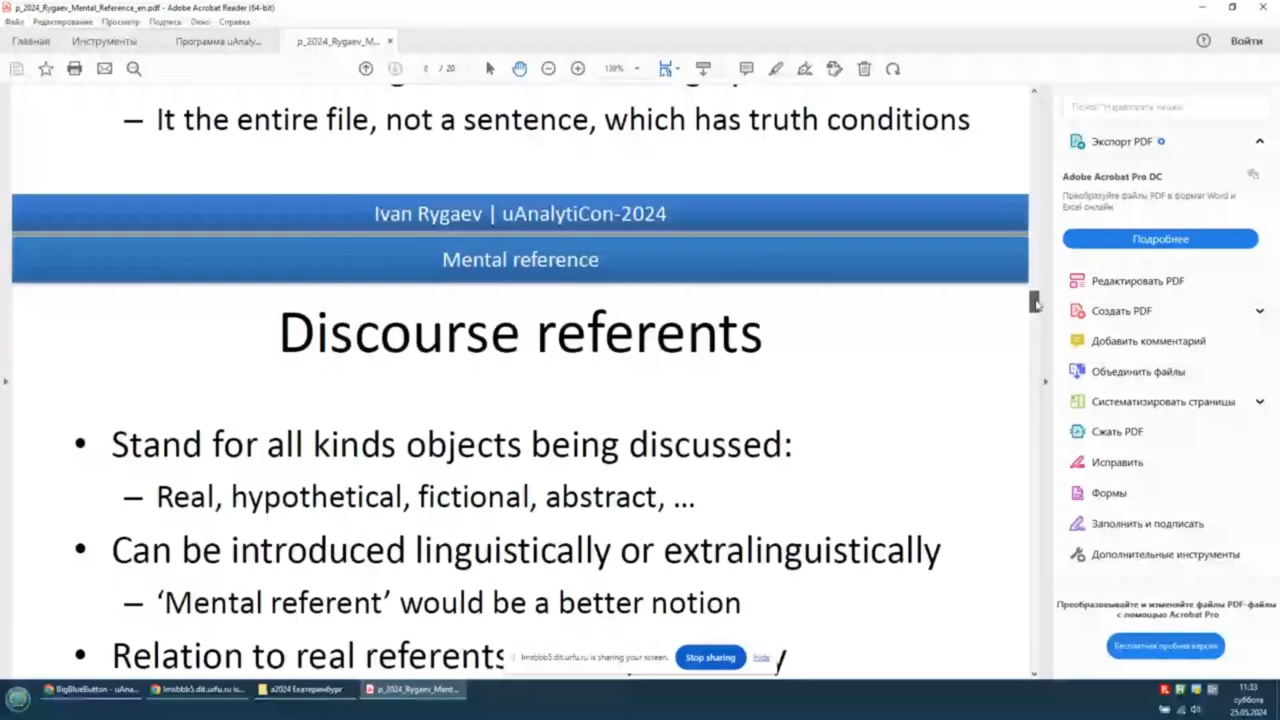 p_2024_Rygaev_Mental_Reference_en.pdf - Adobe Acrobat Reader (64-bit)
Файл Редактирование Просмотр Подпись Окно Справка
Главная Инструменты Программа uAnaly... p_2024_Rygaev_M... ×
Войти
8 / 20 138%
– It the entire file, not a sentence, which has truth conditions
Ivan Rygaev | uAnalytiCon-2024
Mental reference
Discourse referents
• Stand for all kinds objects being discussed:
– Real, hypothetical, fictional, abstract, ...
• Can be introduced linguistically or extralinguistically
– ‘Mental referent’ would be a better notion
• Relation to real referents
lmsbbb5.dit.urfu.ru is sharing your screen. Stop sharing hide
Экспорт PDF
Adobe Acrobat Pro DC
Преобразуйте файлы PDF в формат Word и
Excel онлайн
Подробнее
Редактировать PDF
Создать PDF
Добавить комментарий
Объединить файлы
Систематизировать страницы
Сжать PDF
Исправить
Формы
Заполнить и подписать
Дополнительные инструменты
Преобразовывайте и изменяйте файлы PDF-файлы
с помощью Acrobat Pro
Бесплатная пробная версия
BigBlueButton - uAna... lmsbbb5.dit.urfu.ru is... a2024 Екатеринбург p_2024_Rygaev_Ment...
11:33
суббота
25.05.2024